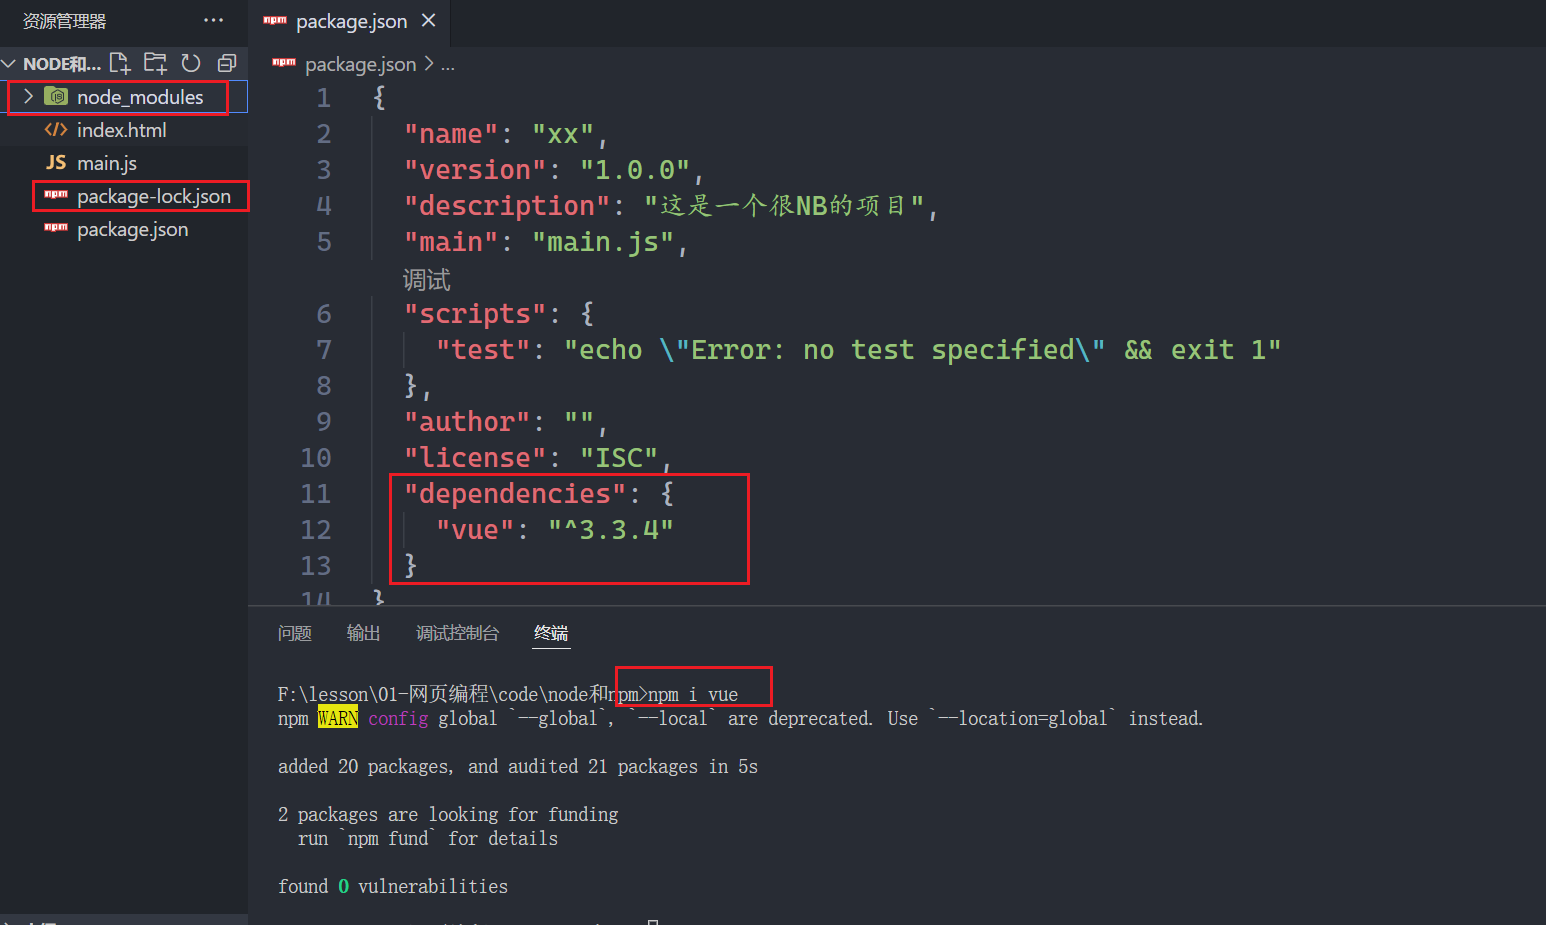 资源管理器 ···
NODE和...
node_modules
index.html
JS main.js
npm package-lock.json
npm package.json
npm package.json
npm package.json > ...
1 {
2 "name": "xx",
3 "version": "1.0.0",
4 "description": "这是一个很NB的项目",
5 "main": "main.js",
调试
6 "scripts": {
7 "test": "echo \"Error: no test specified\" && exit 1"
8 },
9 "author": "",
10 "license": "ISC",
11 "dependencies": {
12 "vue": "^3.3.4"
13 }
14 }
问题 输出 调试控制台 终端
F:\lesson\01-网页编程\code\node和npm>npm i vue
npm WARN config global `--global`, `--local` are deprecated. Use `--location=global` instead.
added 20 packages, and audited 21 packages in 5s
2 packages are looking for funding
run `npm fund` for details
found 0 vulnerabilities